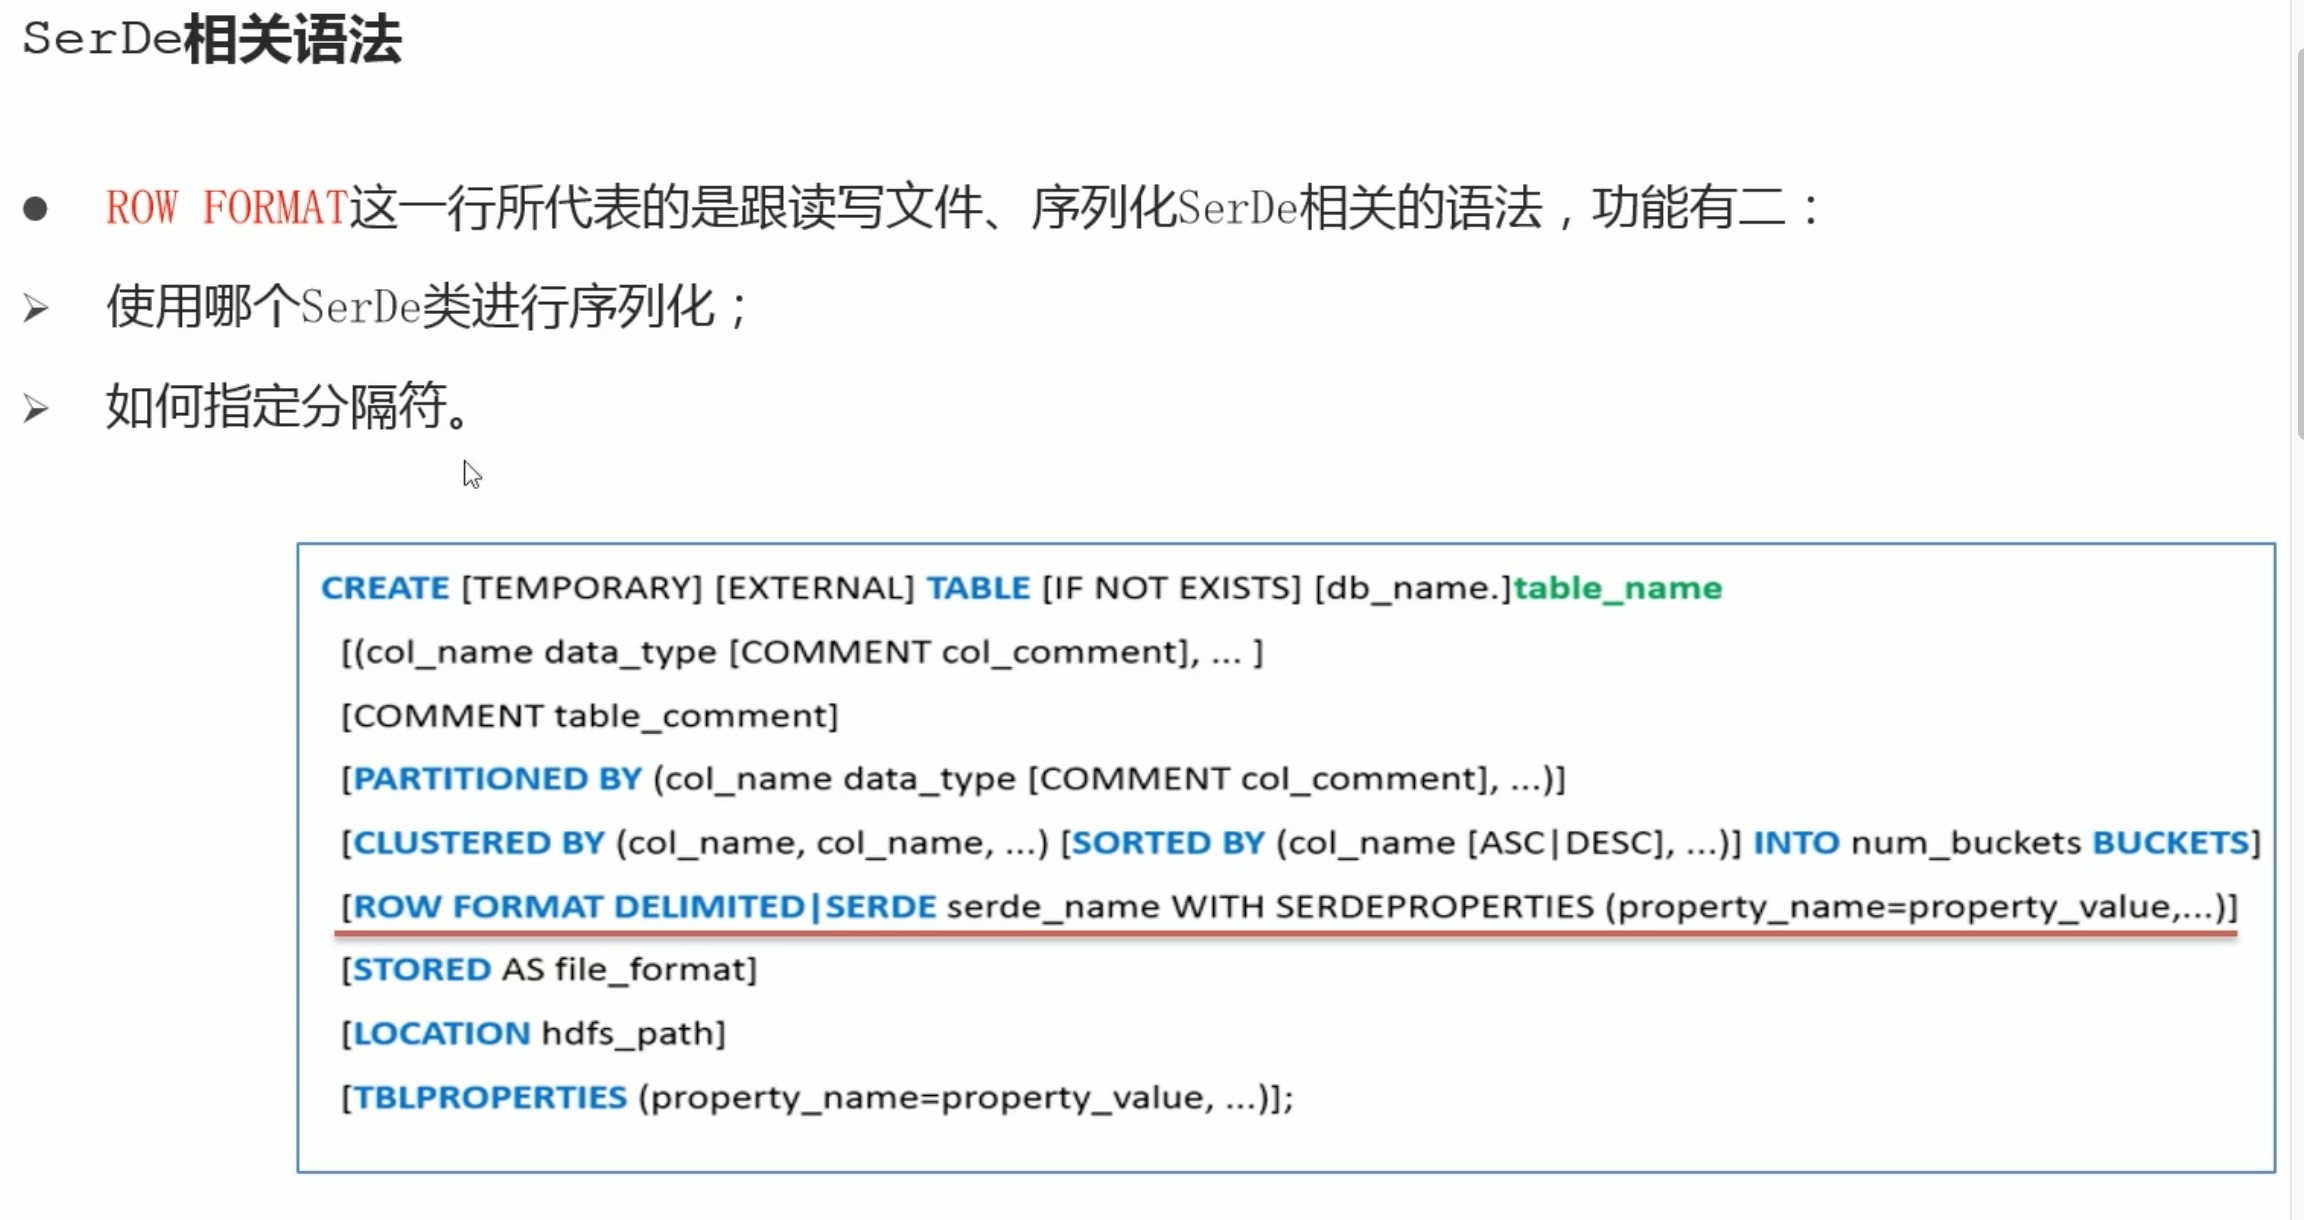 SerDe相关语法
● ROW FORMAT这一行所代表的是跟读写文件、序列化SerDe相关的语法，功能有二：
➢ 使用哪个SerDe类进行序列化；
➢ 如何指定分隔符。
CREATE [TEMPORARY] [EXTERNAL] TABLE [IF NOT EXISTS] [db_name.]table_name
[(col_name data_type [COMMENT col_comment], ... ]
[COMMENT table_comment]
[PARTITIONED BY (col_name data_type [COMMENT col_comment], ...)]
[CLUSTERED BY (col_name, col_name, ...) [SORTED BY (col_name [ASC|DESC], ...)] INTO num_buckets BUCKETS]
[ROW FORMAT DELIMITED|SERDE serde_name WITH SERDEPROPERTIES (property_name=property_value,...)]
[STORED AS file_format]
[LOCATION hdfs_path]
[TBLPROPERTIES (property_name=property_value, ...)];